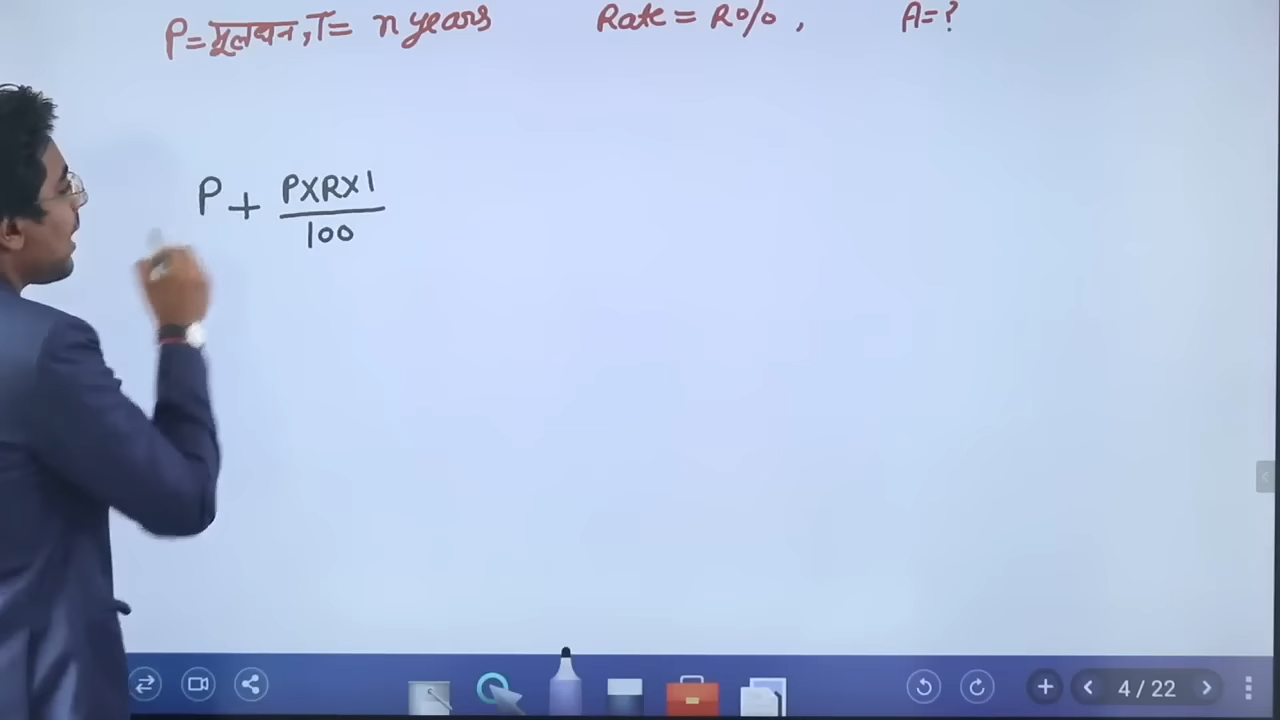 P=मूलधन, T= n years Rate = R%, A=?
P + PXRX1
100
4 / 22